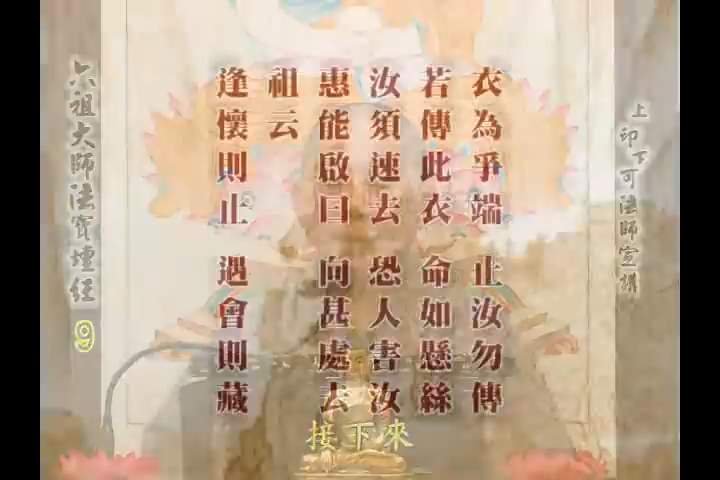 衣為爭端 止汝勿傳
若傳此衣 命如懸絲
汝須速去 恐人害汝
惠能啟曰 向甚處去
祖云
逢懷則止 遇會則藏
六祖大師法寶壇經
9
上印下可法師宣講
接下來